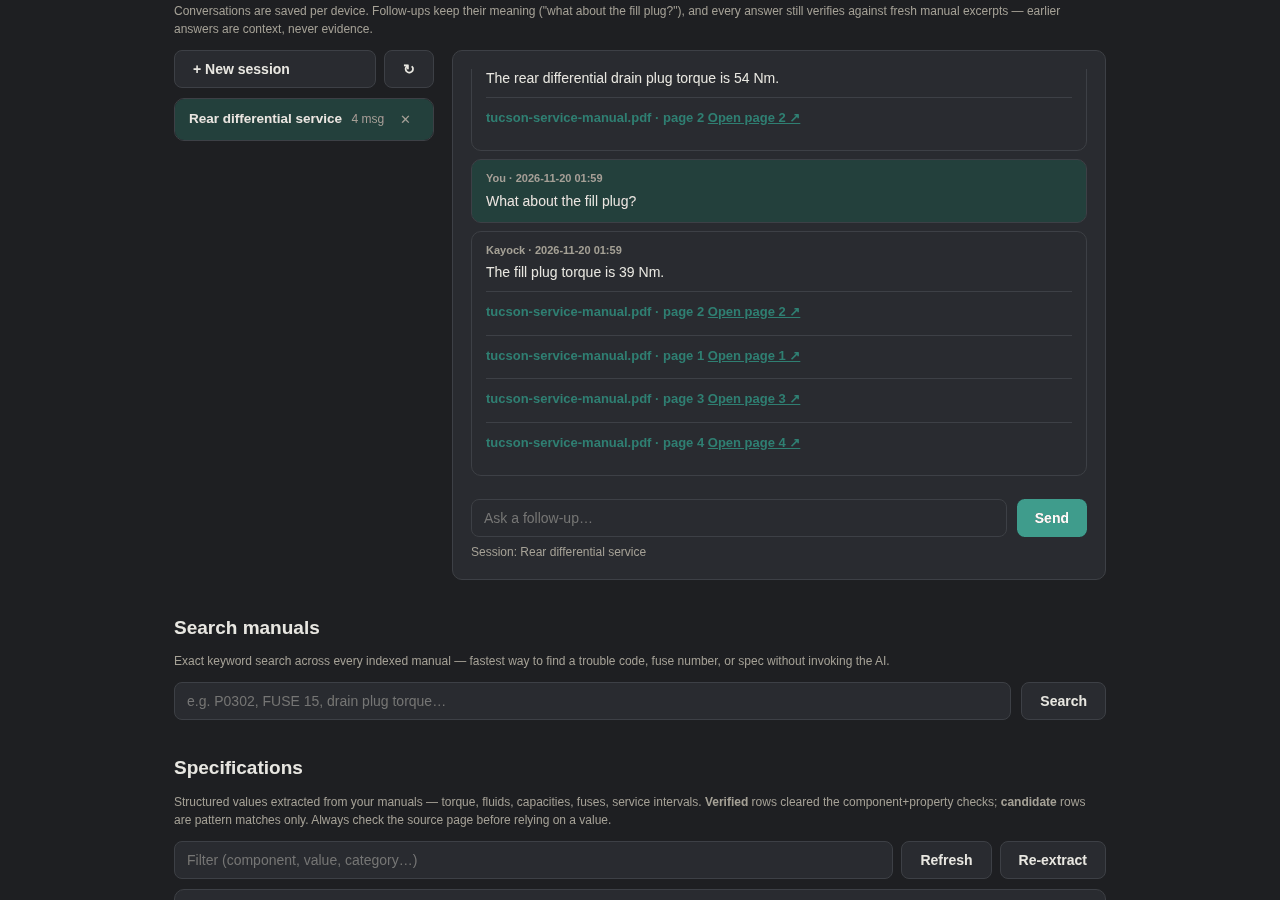 Conversations are saved per device. Follow-ups keep their meaning ("what about the fill plug?"), and every answer still verifies against fresh manual excerpts — earlier
answers are context, never evidence.
+ New session ↻
Rear differential service 4 msg ✕
The rear differential drain plug torque is 54 Nm.
tucson-service-manual.pdf · page 2 Open page 2 ↗
You · 2026-11-20 01:59
What about the fill plug?
Kayock · 2026-11-20 01:59
The fill plug torque is 39 Nm.
tucson-service-manual.pdf · page 2 Open page 2 ↗
tucson-service-manual.pdf · page 1 Open page 1 ↗
tucson-service-manual.pdf · page 3 Open page 3 ↗
tucson-service-manual.pdf · page 4 Open page 4 ↗
Ask a follow-up…
Send
Session: Rear differential service
Search manuals
Exact keyword search across every indexed manual — fastest way to find a trouble code, fuse number, or spec without invoking the AI.
e.g. P0302, FUSE 15, drain plug torque…
Search
Specifications
Structured values extracted from your manuals — torque, fluids, capacities, fuses, service intervals. Verified rows cleared the component+property checks; candidate rows
are pattern matches only. Always check the source page before relying on a value.
Filter (component, value, category…)
Refresh
Re-extract